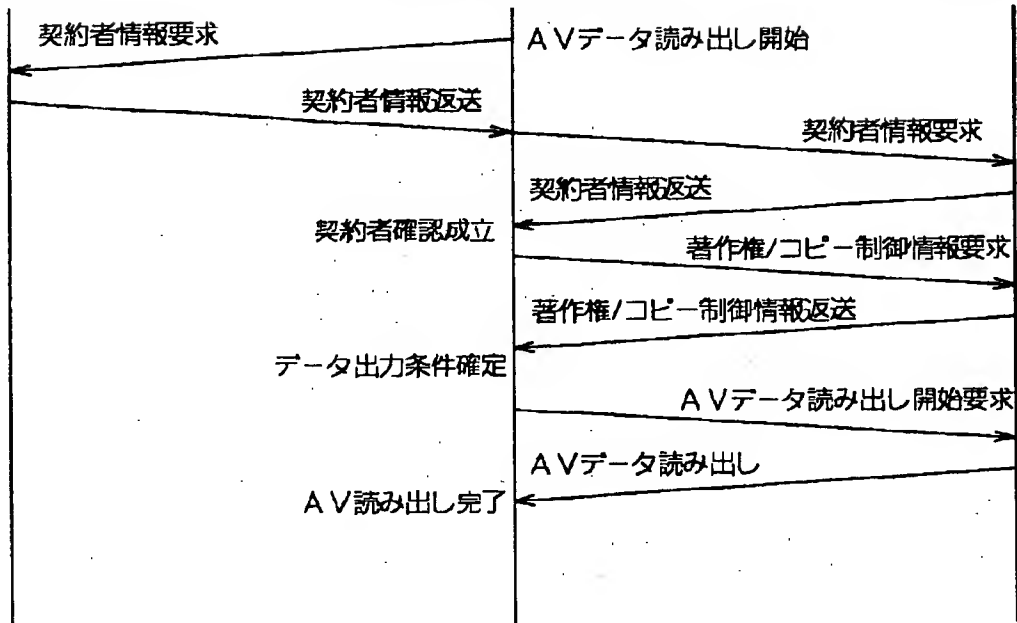 契約者情報要求
AVデータ読み出し開始
契約者情報返送
契約者情報要求
契約者情報返送
契約者確認成立
著作権/コピー制御情報要求
著作権/コピー制御情報返送
データ出力条件確定
AVデータ読み出し開始要求
AVデータ読み出し
AV読み出し完了